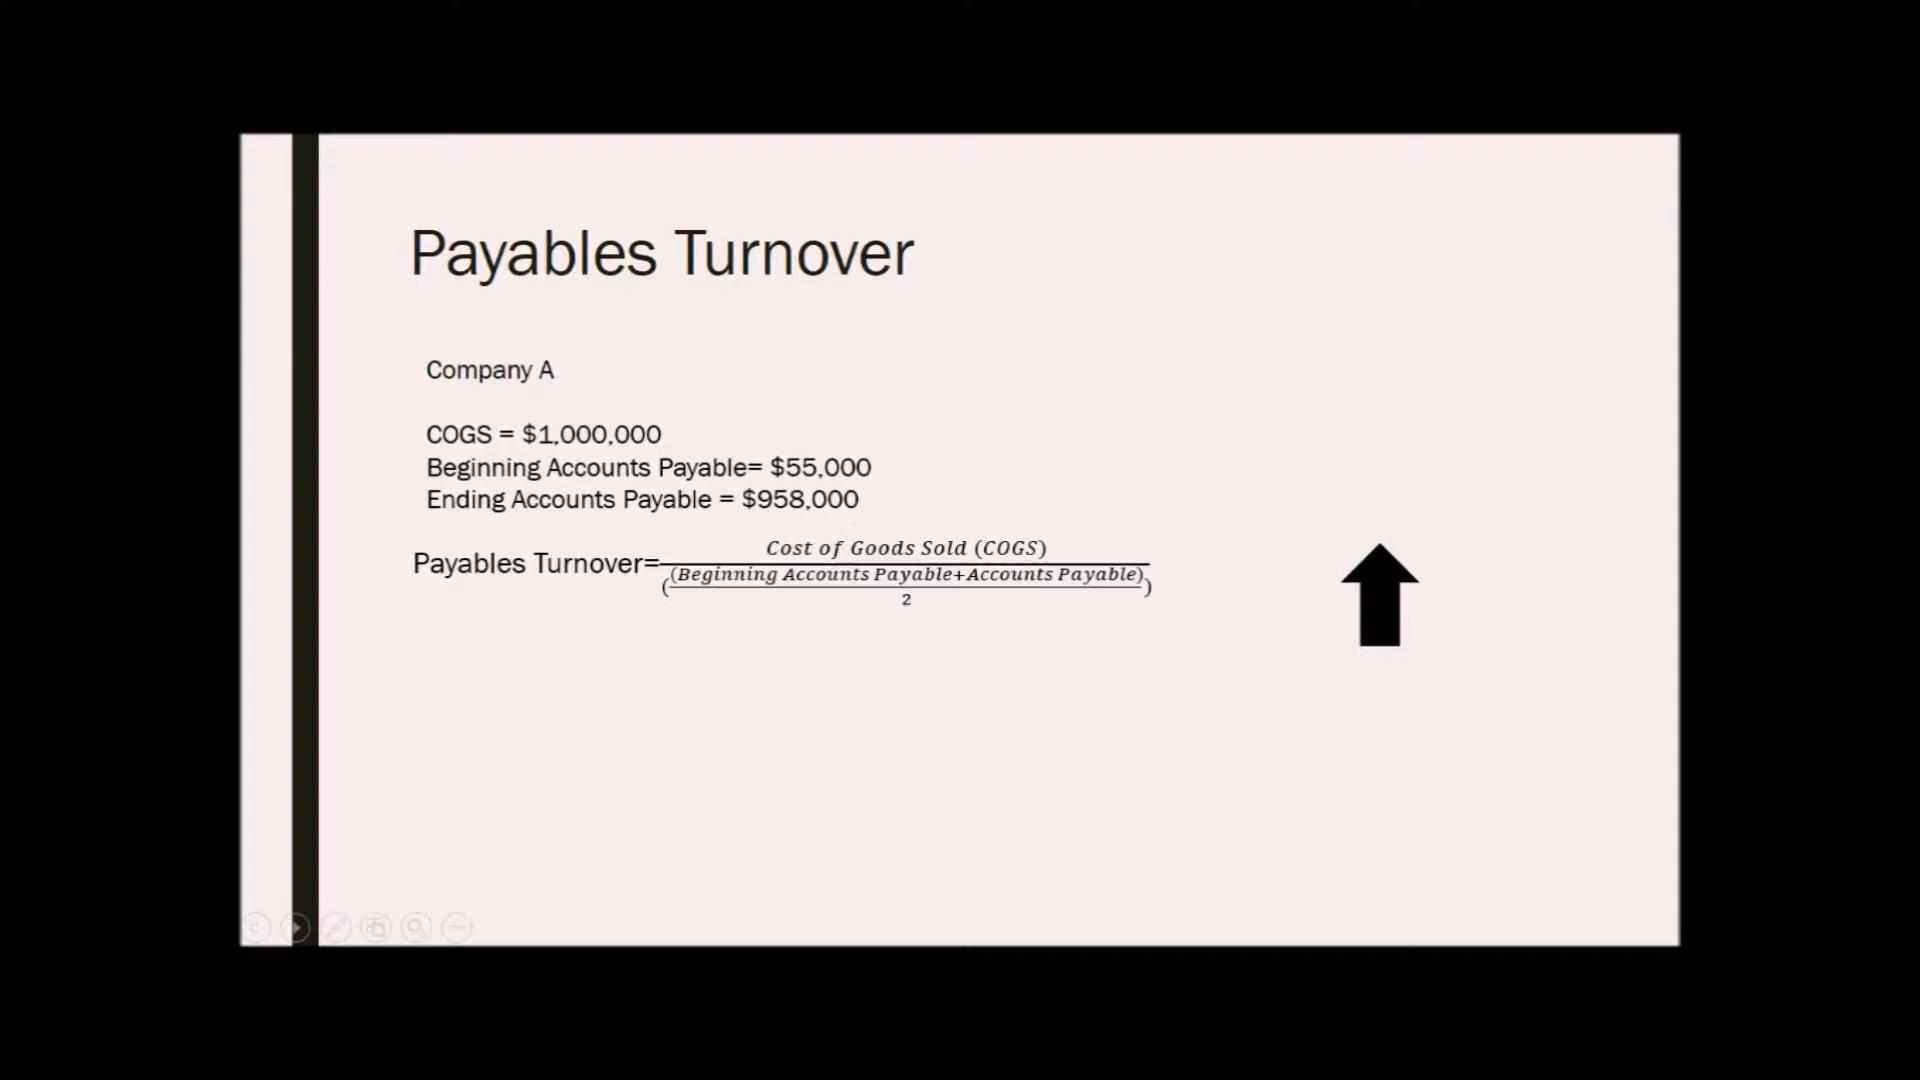 Payables Turnover
Company A
COGS = $1,000,000
Beginning Accounts Payable= $55,000
Ending Accounts Payable = $958,000
Cost of Goods Sold (COGS)
Payables Turnover=
((Beginning Accounts Payable+Accounts Payable))
2